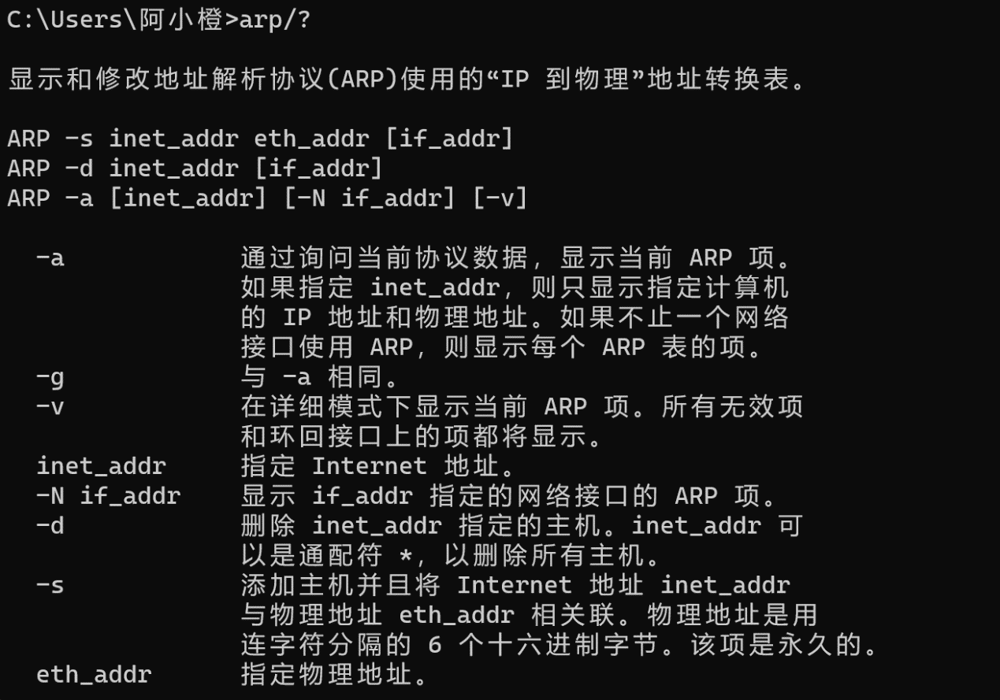 C:\Users\阿小橙>arp/?
显示和修改地址解析协议(ARP)使用的“IP 到物理”地址转换表。
ARP -s inet_addr eth_addr [if_addr]
ARP -d inet_addr [if_addr]
ARP -a [inet_addr] [-N if_addr] [-v]
-a 通过询问当前协议数据，显示当前 ARP 项。
如果指定 inet_addr，则只显示指定计算机
的 IP 地址和物理地址。如果不止一个网络
接口使用 ARP，则显示每个 ARP 表的项。
-g 与 -a 相同。
-v 在详细模式下显示当前 ARP 项。所有无效项
和环回接口上的项都将显示。
inet_addr 指定 Internet 地址。
-N if_addr 显示 if_addr 指定的网络接口的 ARP 项。
-d 删除 inet_addr 指定的主机。inet_addr 可
以是通配符 *，以删除所有主机。
-s 添加主机并且将 Internet 地址 inet_addr
与物理地址 eth_addr 相关联。物理地址是用
连字符分隔的 6 个十六进制字节。该项是永久的。
eth_addr 指定物理地址。